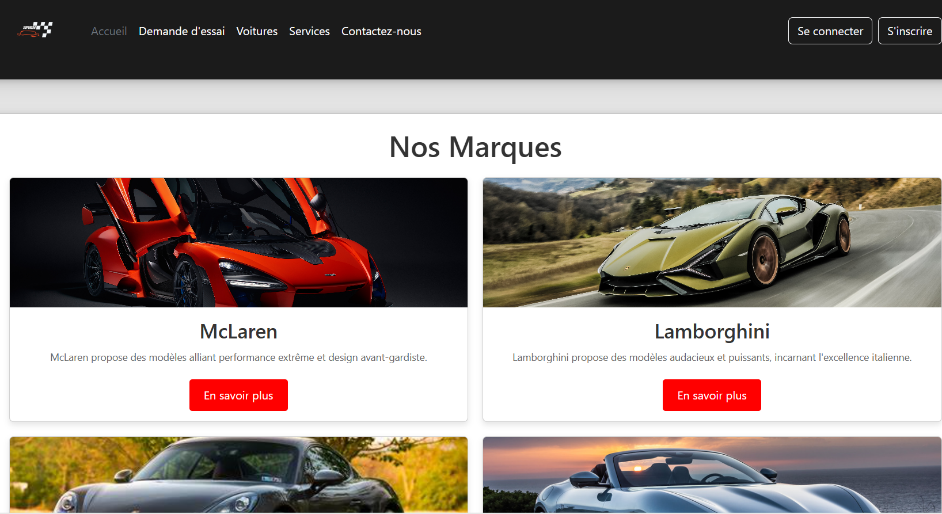 Accueil Demande d'essai Voitures Services Contactez-nous Se connecter S'inscrire
Nos Marques
McLaren
McLaren propose des modèles alliant performance extrême et design avant-gardiste.
En savoir plus
Lamborghini
Lamborghini propose des modèles audacieux et puissants, incarnant l'excellence italienne.
En savoir plus